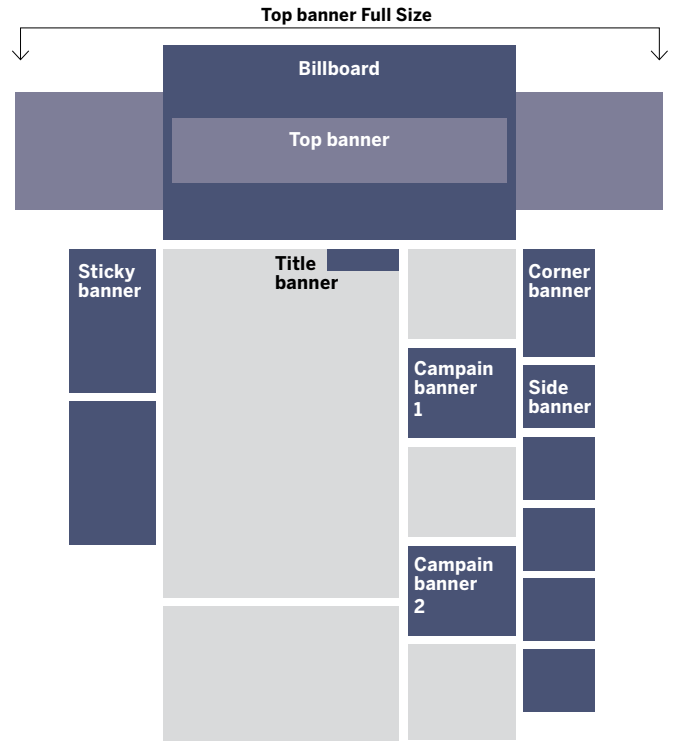 Top banner Full Size
Billboard
Top banner
Sticky
banner
Title
banner
Corner
banner
Campain
banner
1
Side
banner
Campain
banner
2